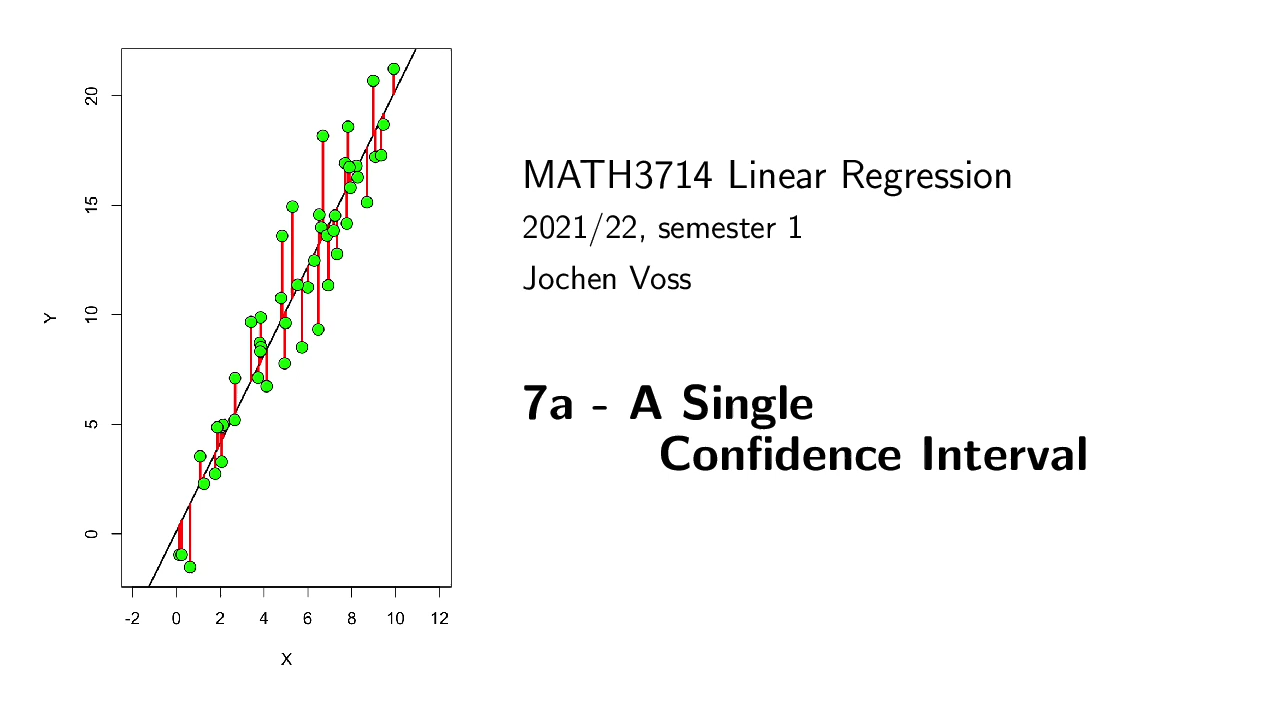 MATH3714 Linear Regression
2021/22, semester 1
Jochen Voss
7a - A Single
Confidence Interval
20
15
10
5
0
Y
-2 0 2 4 6 8 10 12
X